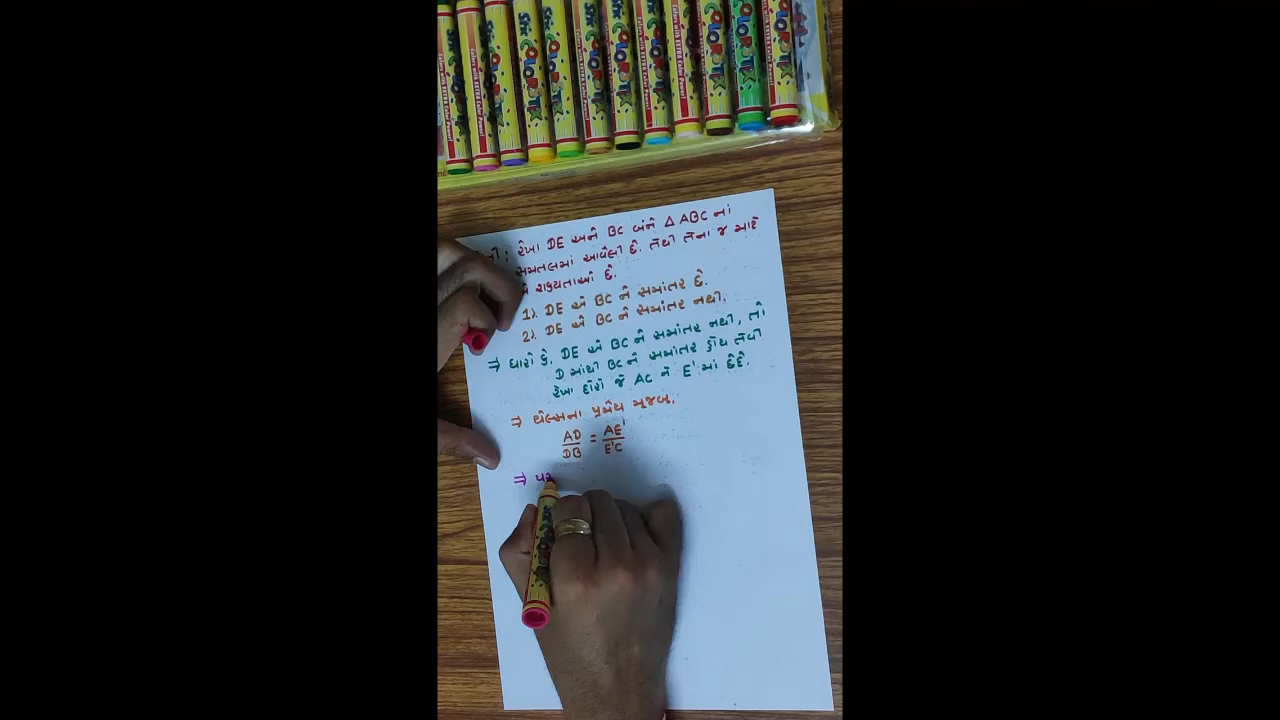 રેખા DE અને BC બંને Δ ABC નાં
સમતલમાં આવેલી છે. તેથી તેના જ માટે
શક્યતાઓ છે.
1). DE એ BC ને સમાંતર છે.
2). DE એ BC ને સમાંતર નથી.
⇒ ધારો કે, DE એ BC ને સમાંતર નથી, તો
D માંથી BC ને સમાંતર હોય તેવી
રેખા દોરો જે AC ને E' માં છેદે.
⇒ થેલ્સના પ્રમેય મુજબ,
AD/DB = AE'/E'C
⇒ પર